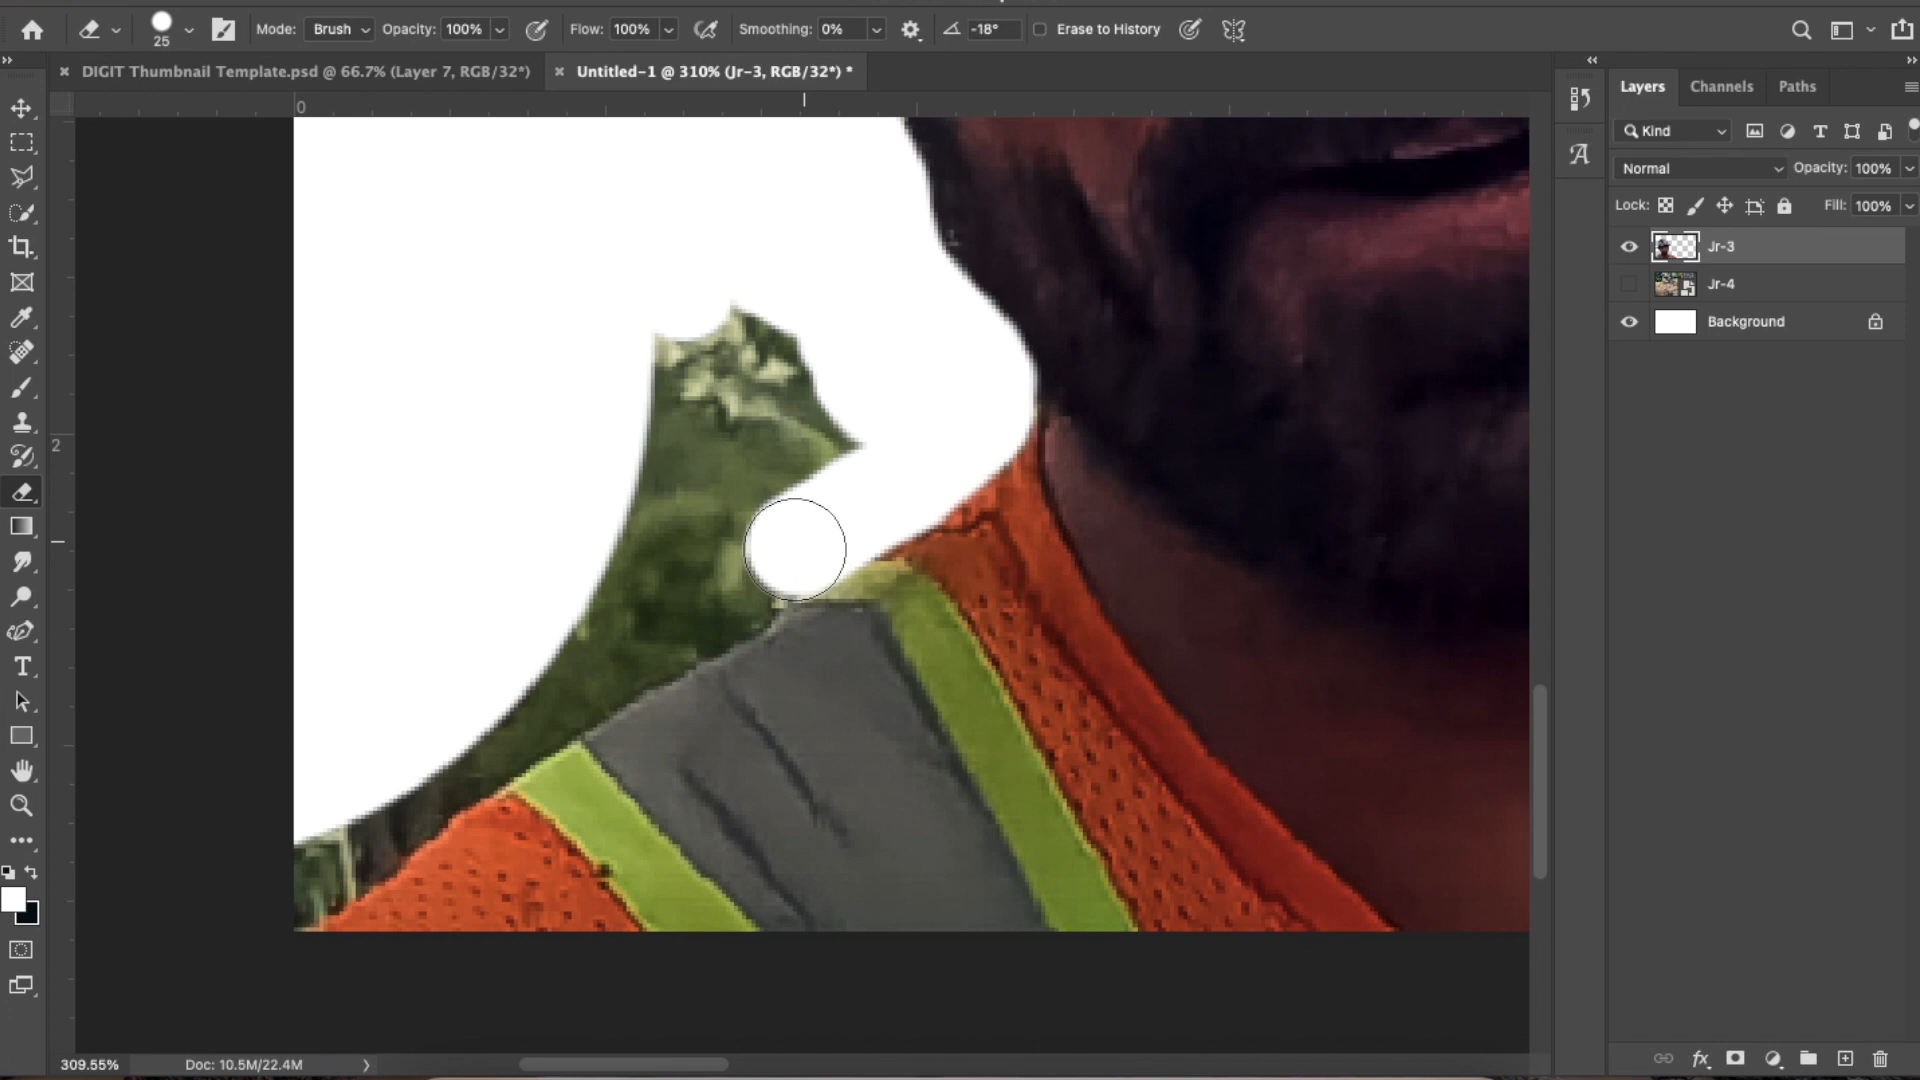 25 Mode: Brush Opacity: 100% Flow: 100% Smoothing: 0% -18° Erase to History
DIGIT Thumbnail Template.psd @ 66.7% (Layer 7, RGB/32*)
Untitled-1 @ 310% (Jr-3, RGB/32*) *
0
2
Layers Channels Paths
Kind
Normal Opacity: 100%
Lock: Fill: 100%
Jr-3
Jr-4
Background
309.55% Doc: 10.5M/22.4M